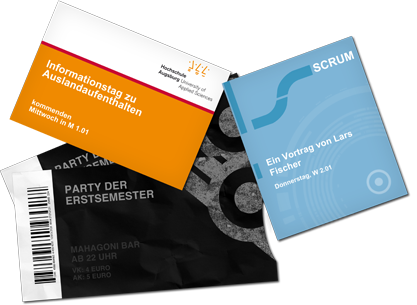 Hochschule
Augsburg University of
Applied Sciences
Informationstag zu
Auslandaufenthalten
kommenden
Mittwoch in M 1.01
SCRUM
Ein Vortrag von Lars
Fischer
Donnerstag, W 2.01
PARTY DER
ERSTSEMESTER
MAHAGONI BAR
AB 22 UHR
VK: 6 EURO
AK: 5 EURO